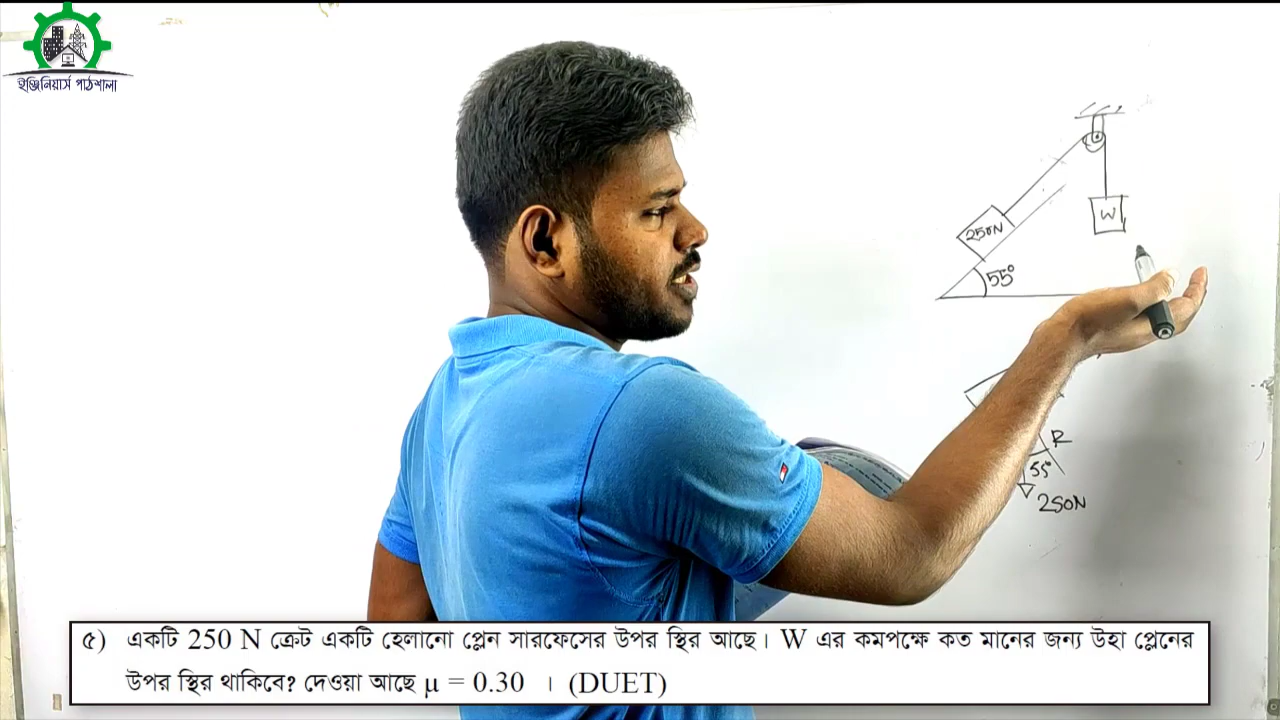 ইঞ্জিনিয়ার্স পাঠশালা
250N
W
55°
R
55°
250N
৫) একটি 250 N ক্রেট একটি হেলানো প্লেন সারফেসের উপর স্থির আছে। W এর কমপক্ষে কত মানের জন্য উহা প্লেনের
উপর স্থির থাকিবে? দেওয়া আছে μ = 0.30 । (DUET)